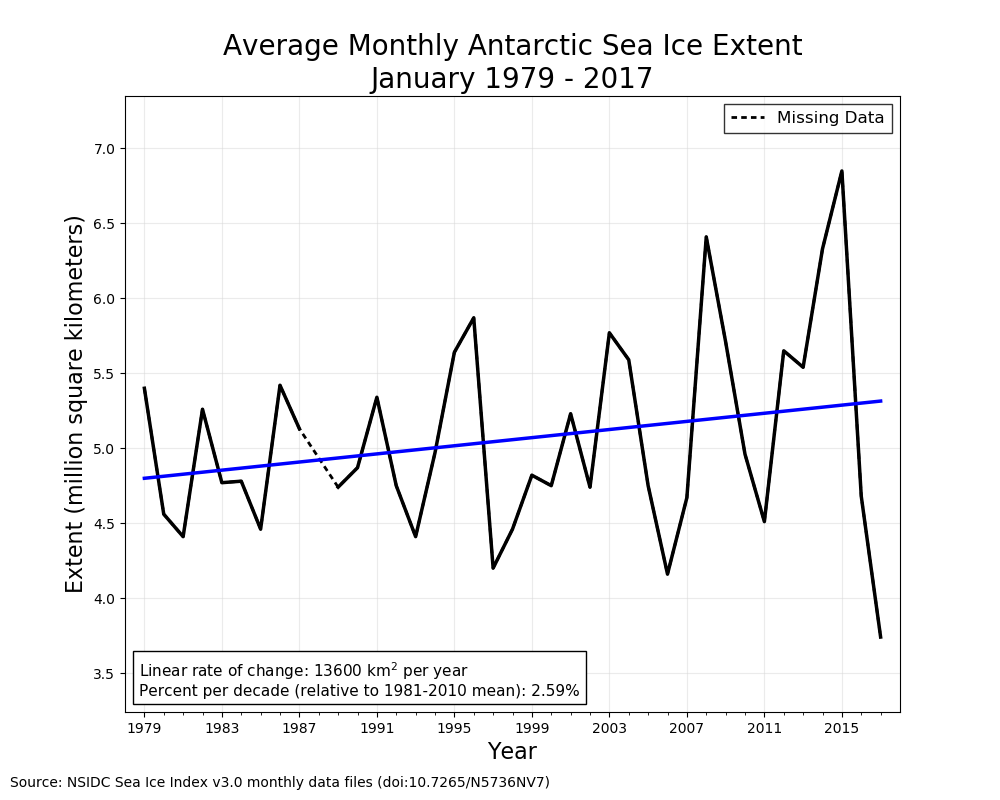 Average Monthly Antarctic Sea Ice Extent
January 1979 - 2017
Missing Data
Extent (million square kilometers)
7.0
6.5
6.0
5.5
5.0
4.5
4.0
3.5
Linear rate of change: 13600 km² per year
Percent per decade (relative to 1981-2010 mean): 2.59%
1979 1983 1987 1991 1995 1999 2003 2007 2011 2015
Year
Source: NSIDC Sea Ice Index v3.0 monthly data files (doi:10.7265/N5736NV7)